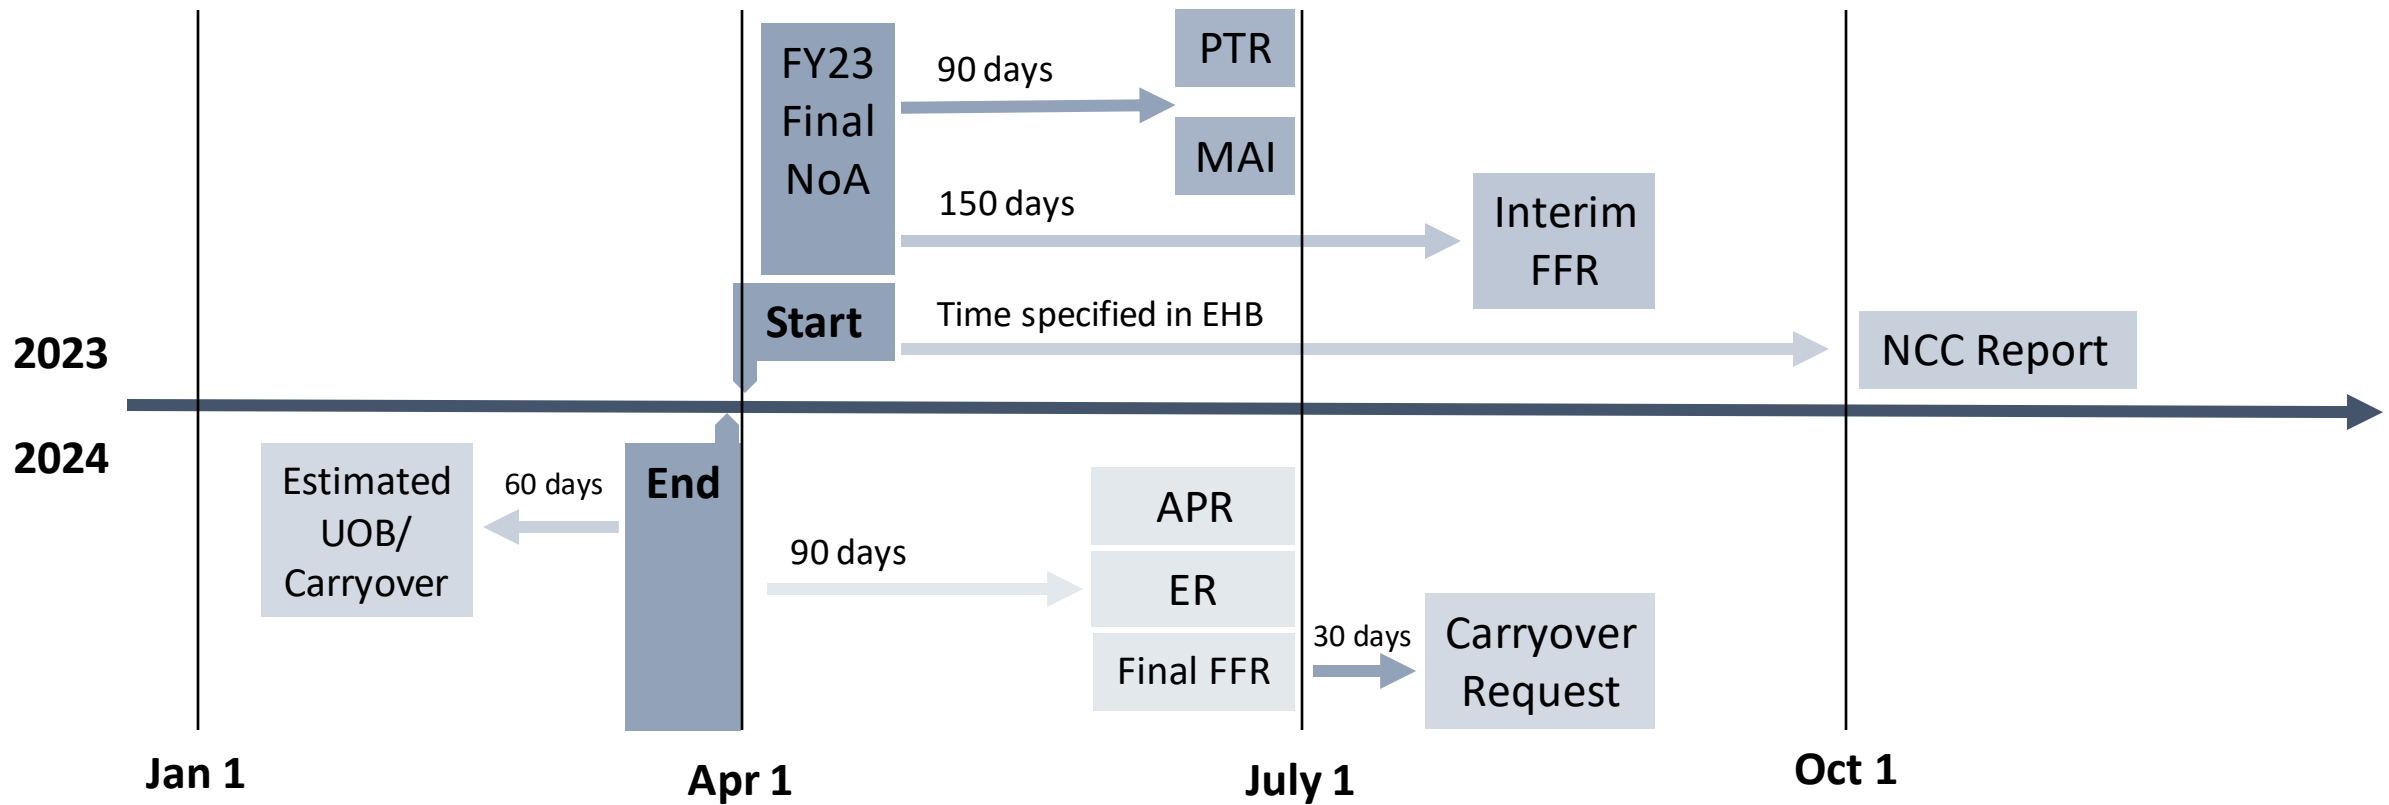 FY23
Final
NoA
90 days
PTR
MAI
150 days
Interim
FFR
Start
Time specified in EHB
NCC Report
2023
2024
Estimated
UOB/
Carryover
60 days
End
90 days
APR
ER
Final FFR
30 days
Carryover
Request
Jan 1
Apr 1
July 1
Oct 1